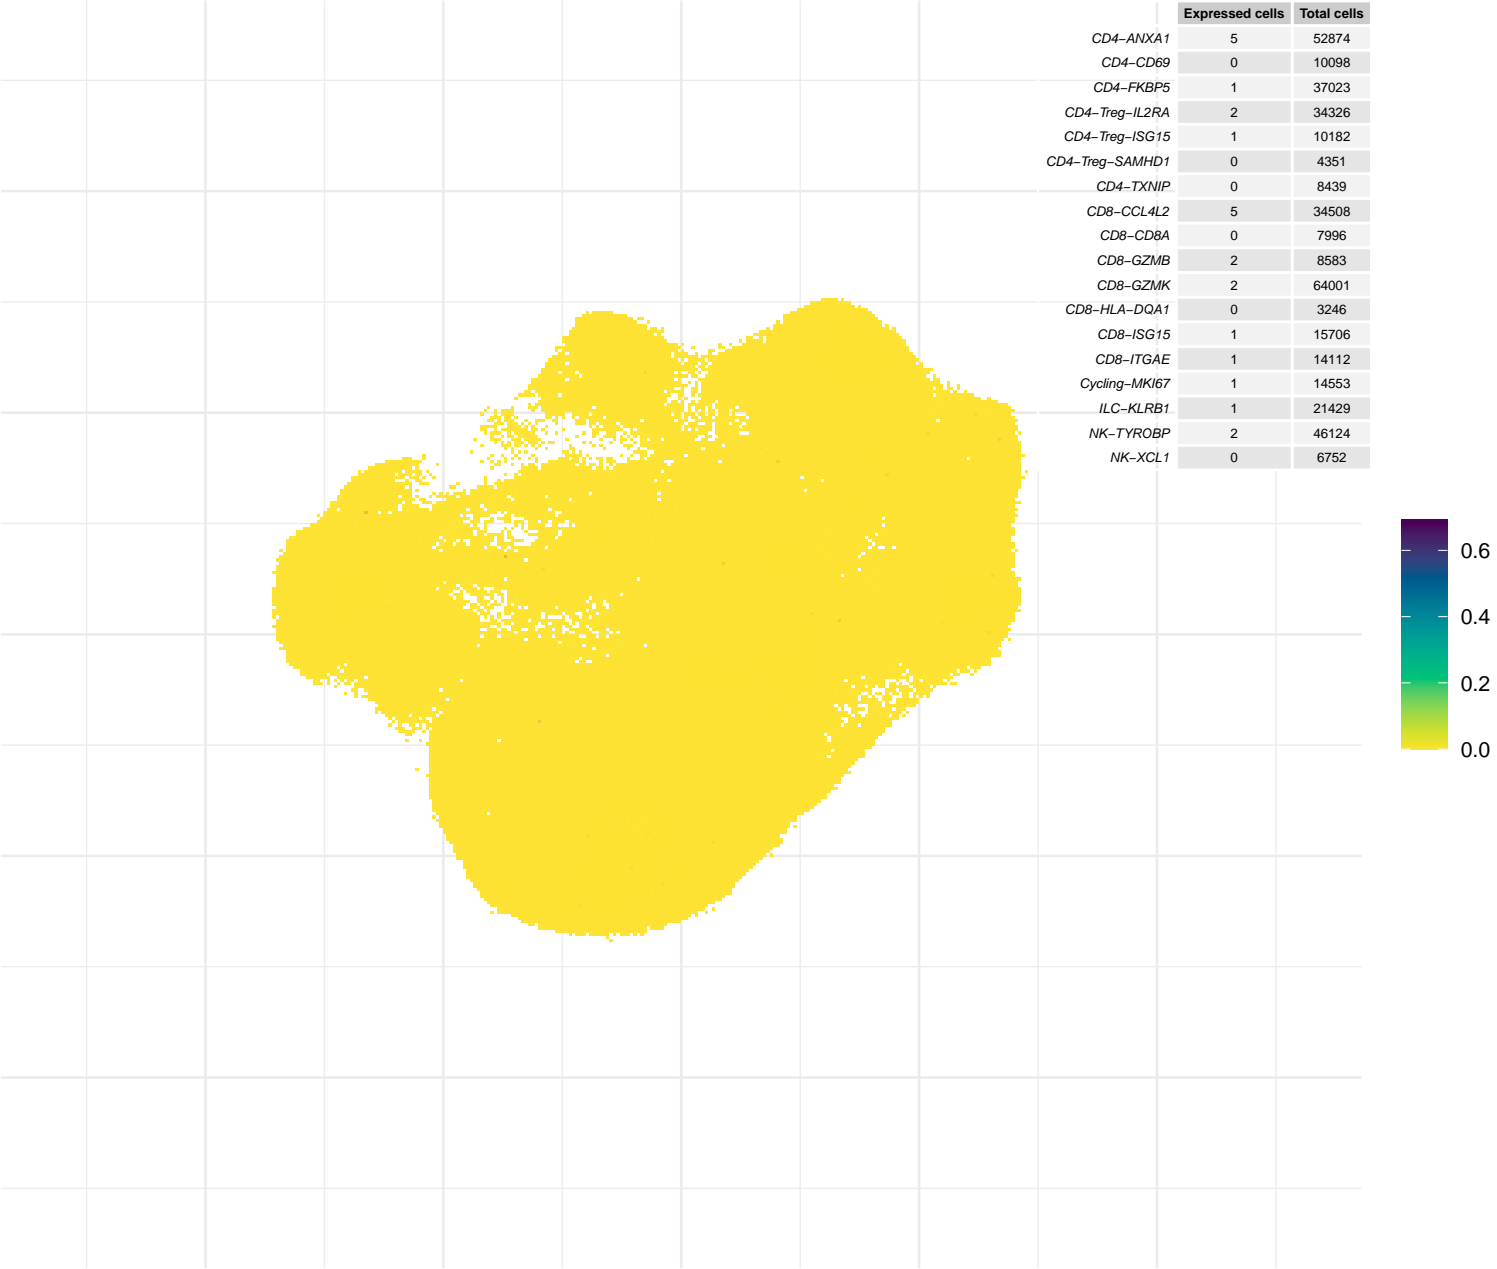 Expressed cells Total cells
CD4−ANXA1 5 52874
CD4−CD69 0 10098
CD4−FKBP5 1 37023
CD4−Treg−IL2RA 2 34326
CD4−Treg−ISG15 1 10182
CD4−Treg−SAMHD1 0 4351
CD4−TXNIP 0 8439
CD8−CCL4L2 5 34508
CD8−CD8A 0 7996
CD8−GZMB 2 8583
CD8−GZMK 2 64001
CD8−HLA−DQA1 0 3246
CD8−ISG15 1 15706
CD8−ITGAE 1 14112
Cycling−MKI67 1 14553
ILC−KLRB1 1 21429
NK−TYROBP 2 46124
NK−XCL1 0 6752
0.6
0.4
0.2
0.0